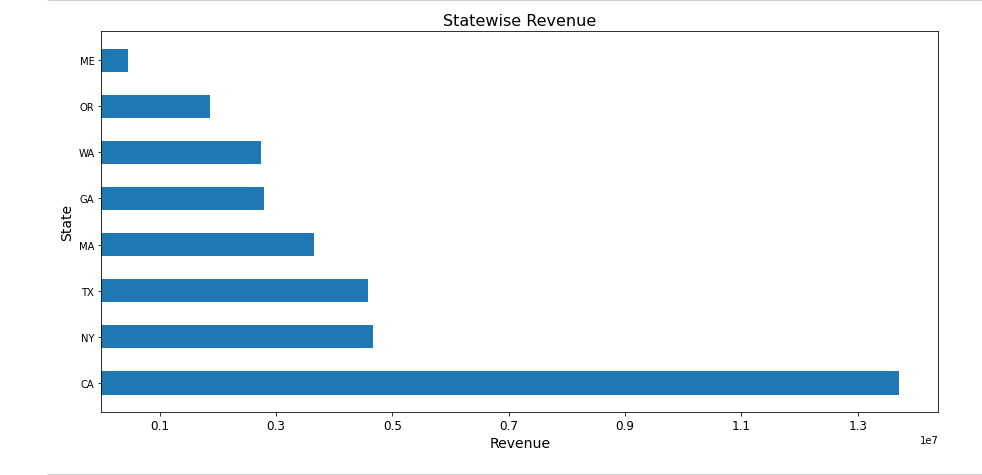 Statewise Revenue
ME
OR
WA
GA
MA
TX
NY
CA
State
0.1 0.3 0.5 0.7 0.9 1.1 1.3
1e7
Revenue